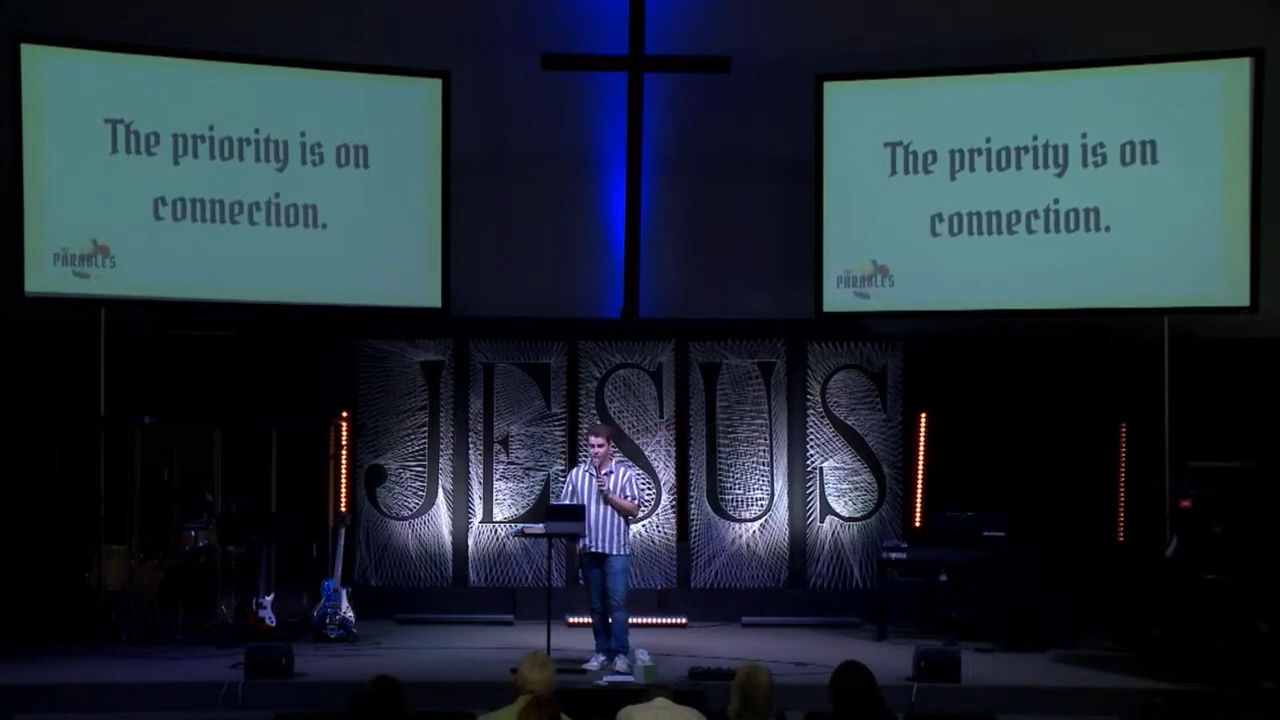 The priority is on
connection.
PARABLES
The priority is on
connection.
PARABLES
JESUS